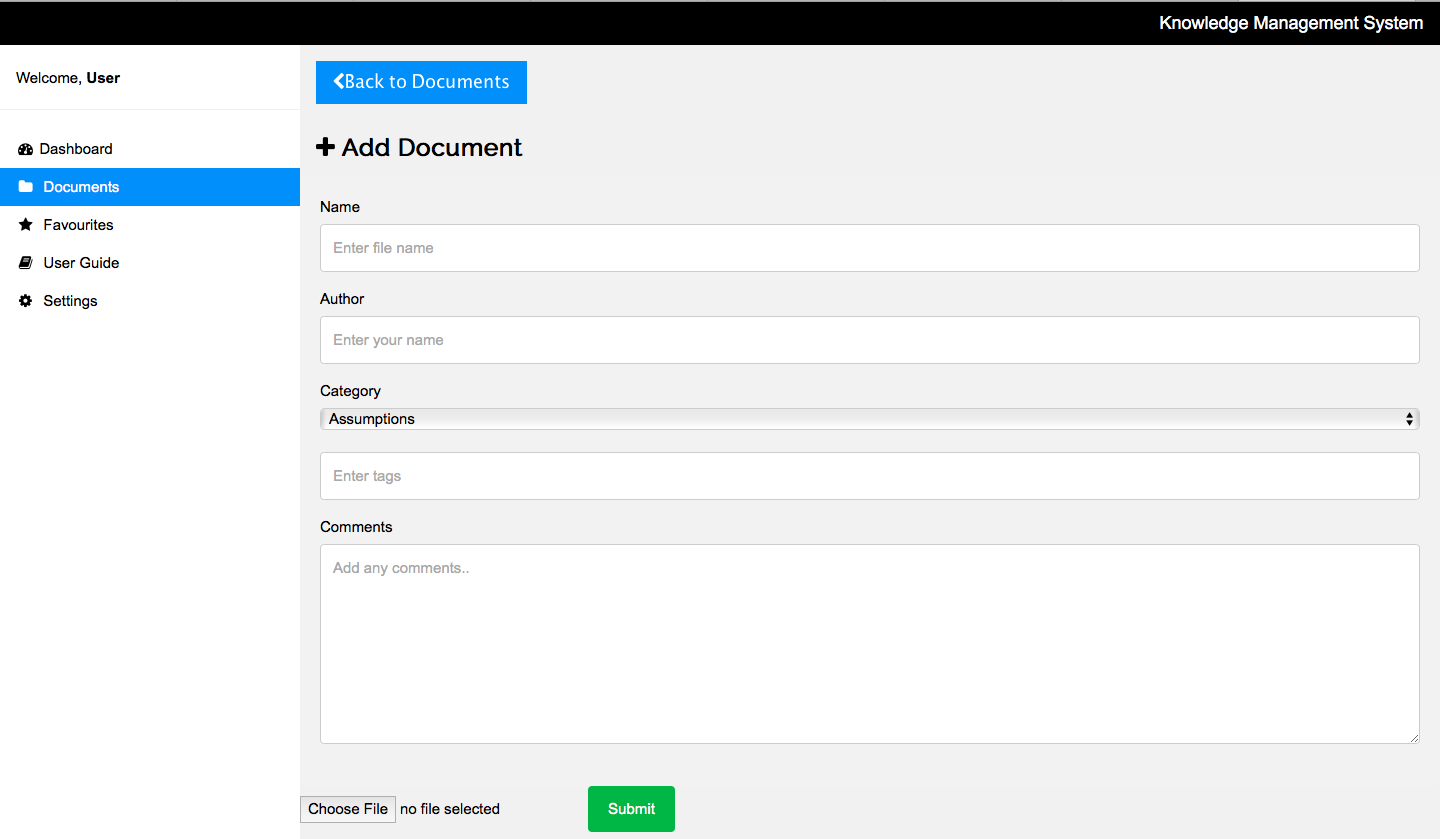 Knowledge Management System
Welcome, User
Dashboard
Documents
Favourites
User Guide
Settings
Back to Documents
Add Document
Name
Enter file name
Author
Enter your name
Category
Assumptions
Enter tags
Comments
Add any comments..
Choose File no file selected
Submit